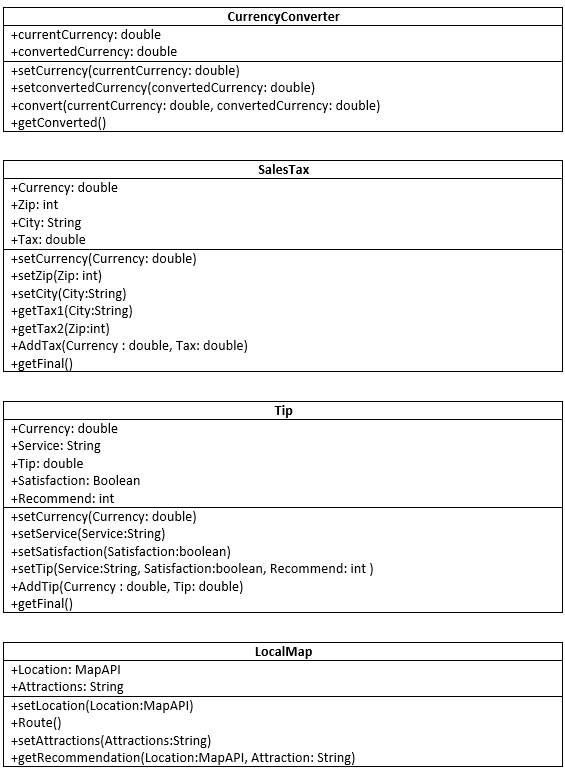 CurrencyConverter
+currentCurrency: double
+convertedCurrency: double
+setCurrency(currentCurrency: double)
+setconvertedCurrency(convertedCurrency: double)
+convert(currentCurrency: double, convertedCurrency: double)
+getConverted()
SalesTax
+Currency: double
+Zip: int
+City: String
+Tax: double
+setCurrency(Currency: double)
+setZip(Zip: int)
+setCity(City:String)
+getTax1(City:String)
+getTax2(Zip:int)
+AddTax(Currency : double, Tax: double)
+getFinal()
Tip
+Currency: double
+Service: String
+Tip: double
+Satisfaction: Boolean
+Recommend: int
+setCurrency(Currency: double)
+setService(Service:String)
+setSatisfaction(Satisfaction:boolean)
+setTip(Service:String, Satisfaction:boolean, Recommend: int )
+AddTip(Currency : double, Tip: double)
+getFinal()
LocalMap
+Location: MapAPI
+Attractions: String
+setLocation(Location:MapAPI)
+Route()
+setAttractions(Attractions:String)
+getRecommendation(Location:MapAPI, Attraction: String)